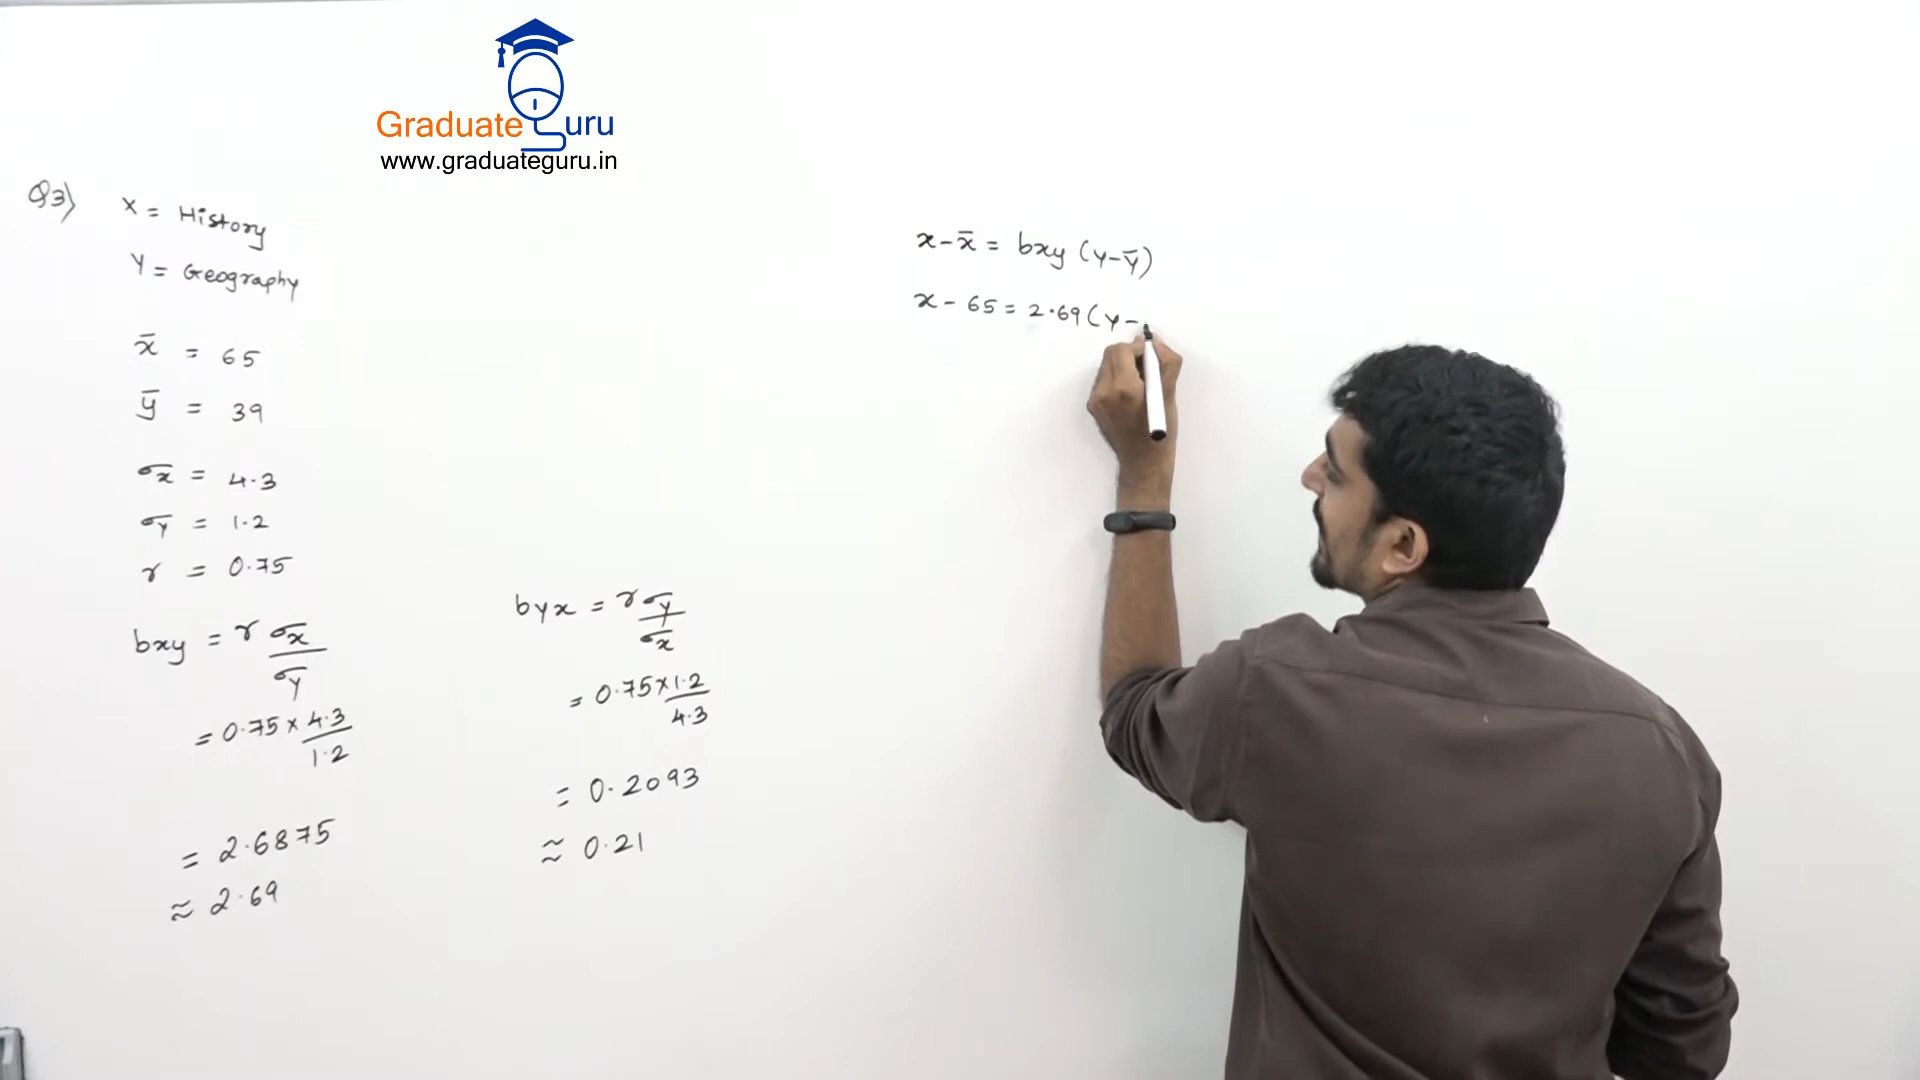 Graduate Guru
www.graduateguru.in
Q3) X = History
Y = Geography
x̄ = 65
ȳ = 39
σx = 4.3
σy = 1.2
r = 0.75
bxy = r σx/σy
= 0.75 × 4.3/1.2
= 2.6875
≈ 2.69
byx = r σy/σx
= 0.75 × 1.2/4.3
= 0.2093
≈ 0.21
x - x̄ = bxy (y - ȳ)
x - 65 = 2.69 (y -